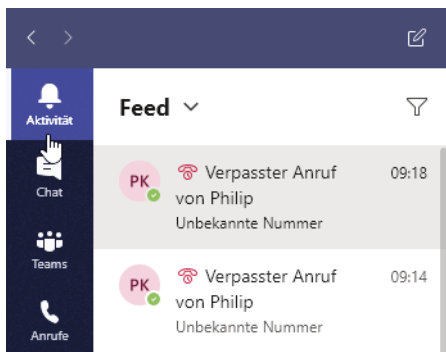 Aktivität
Chat
Teams
Anrufe
Feed
PK
Verpasster Anruf
09:18
von Philip
Unbekannte Nummer
PK
Verpasster Anruf
09:14
von Philip
Unbekannte Nummer